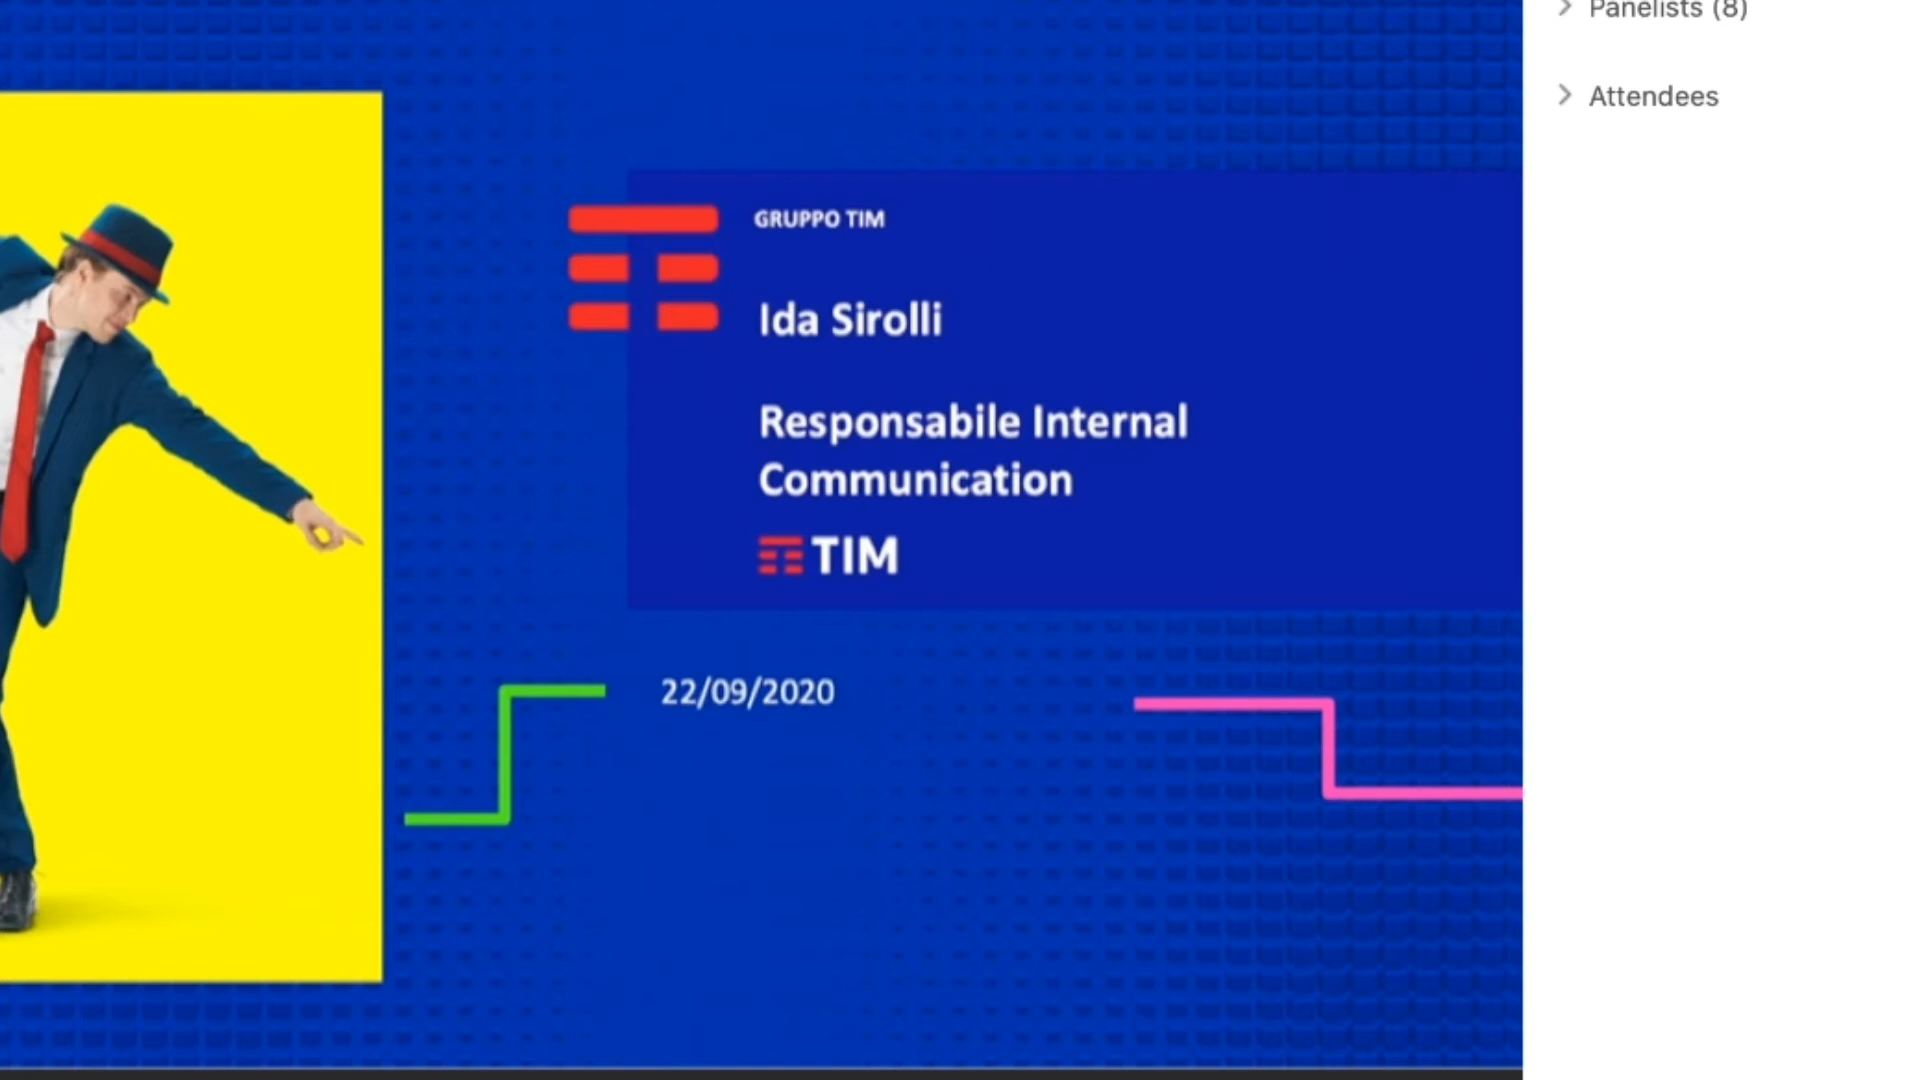 Panelists (8)
Attendees
GRUPPO TIM
Ida Sirolli
Responsabile Internal
Communication
TIM
22/09/2020